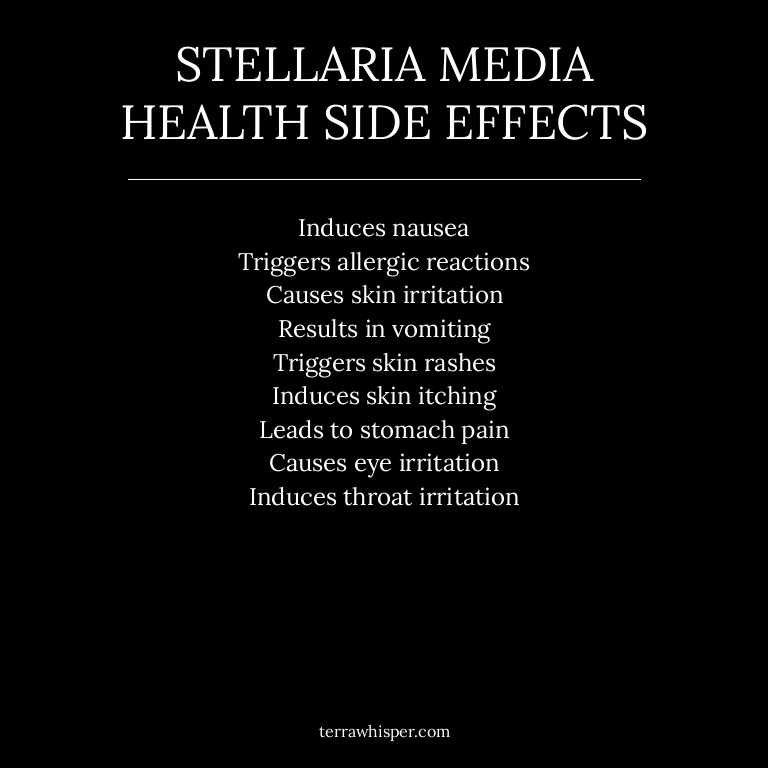 STELLARIA MEDIA
HEALTH SIDE EFFECTS
Induces nausea
Triggers allergic reactions
Causes skin irritation
Results in vomiting
Triggers skin rashes
Induces skin itching
Leads to stomach pain
Causes eye irritation
Induces throat irritation
terrawhisper.com